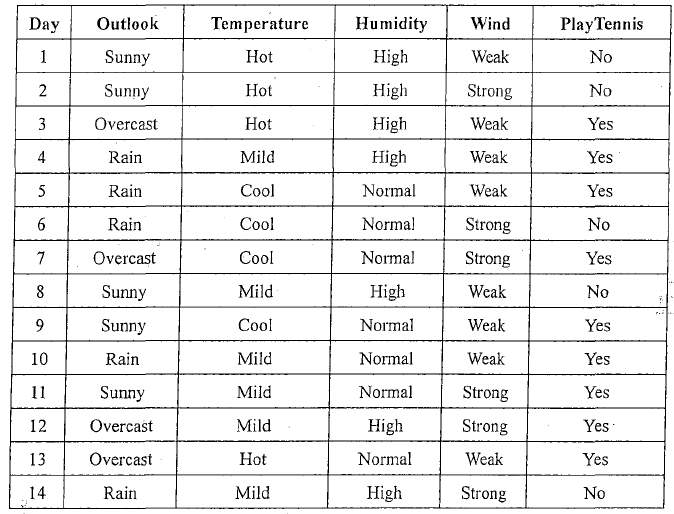 Day Outlook Temperature Humidity Wind PlayTennis
1 Sunny Hot High Weak No
2 Sunny Hot High Strong No
3 Overcast Hot High Weak Yes
4 Rain Mild High Weak Yes
5 Rain Cool Normal Weak Yes
6 Rain Cool Normal Strong No
7 Overcast Cool Normal Strong Yes
8 Sunny Mild High Weak No
9 Sunny Cool Normal Weak Yes
10 Rain Mild Normal Weak Yes
11 Sunny Mild Normal Strong Yes
12 Overcast Mild High Strong Yes
13 Overcast Hot Normal Weak Yes
14 Rain Mild High Strong No